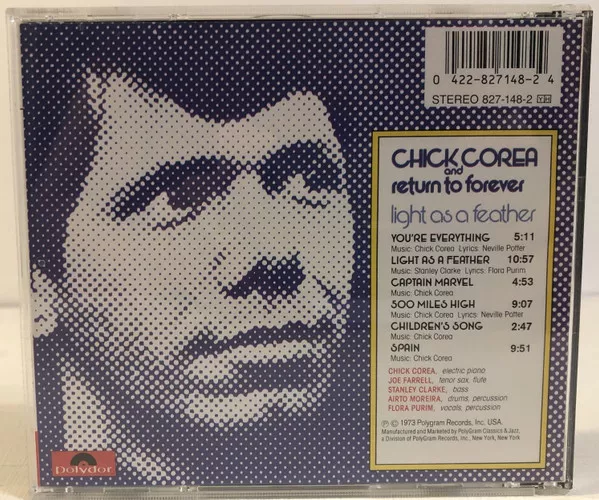 0 422-827148-2 4
STEREO 827-148-2 YH
CHICK COREA
and
return to forever
light as a feather
YOU'RE EVERYTHING 5:11
Music: Chick Corea Lyrics: Neville Potter
LIGHT AS A FEATHER 10:57
Music: Stanley Clarke Lyrics: Flora Purim
CAPTAIN MARVEL 4:53
Music: Chick Corea
500 MILES HIGH 9:07
Music: Chick Corea Lyrics: Neville Potter
CHILDREN'S SONG 2:47
Music: Chick Corea
SPAIN 9:51
Music: Chick Corea
CHICK COREA, electric piano
JOE FARRELL, tenor sax, flute
STANLEY CLARKE, bass
AIRTO MOREIRA, drums, percussion
FLORA PURIM, vocals, percussion
℗ © 1973 Polygram Records, Inc. USA.
Manufactured and Marketed by PolyGram Classics & Jazz,
a Division of PolyGram Records, Inc., New York, New York
Polydor